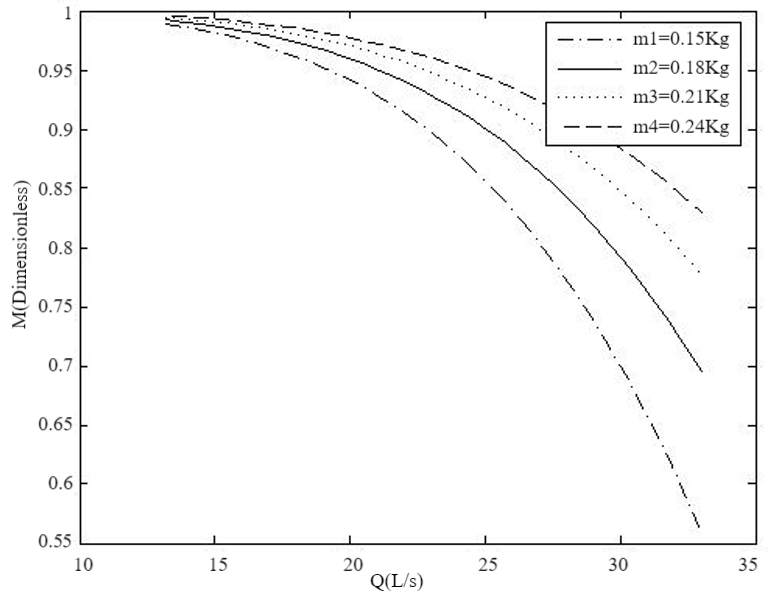 1
0.95
0.9
0.85
0.8
0.75
0.7
0.65
0.6
0.55
M(Dimensionless)
m1=0.15Kg
m2=0.18Kg
m3=0.21Kg
m4=0.24Kg
10 15 20 25 30 35
Q(L/s)